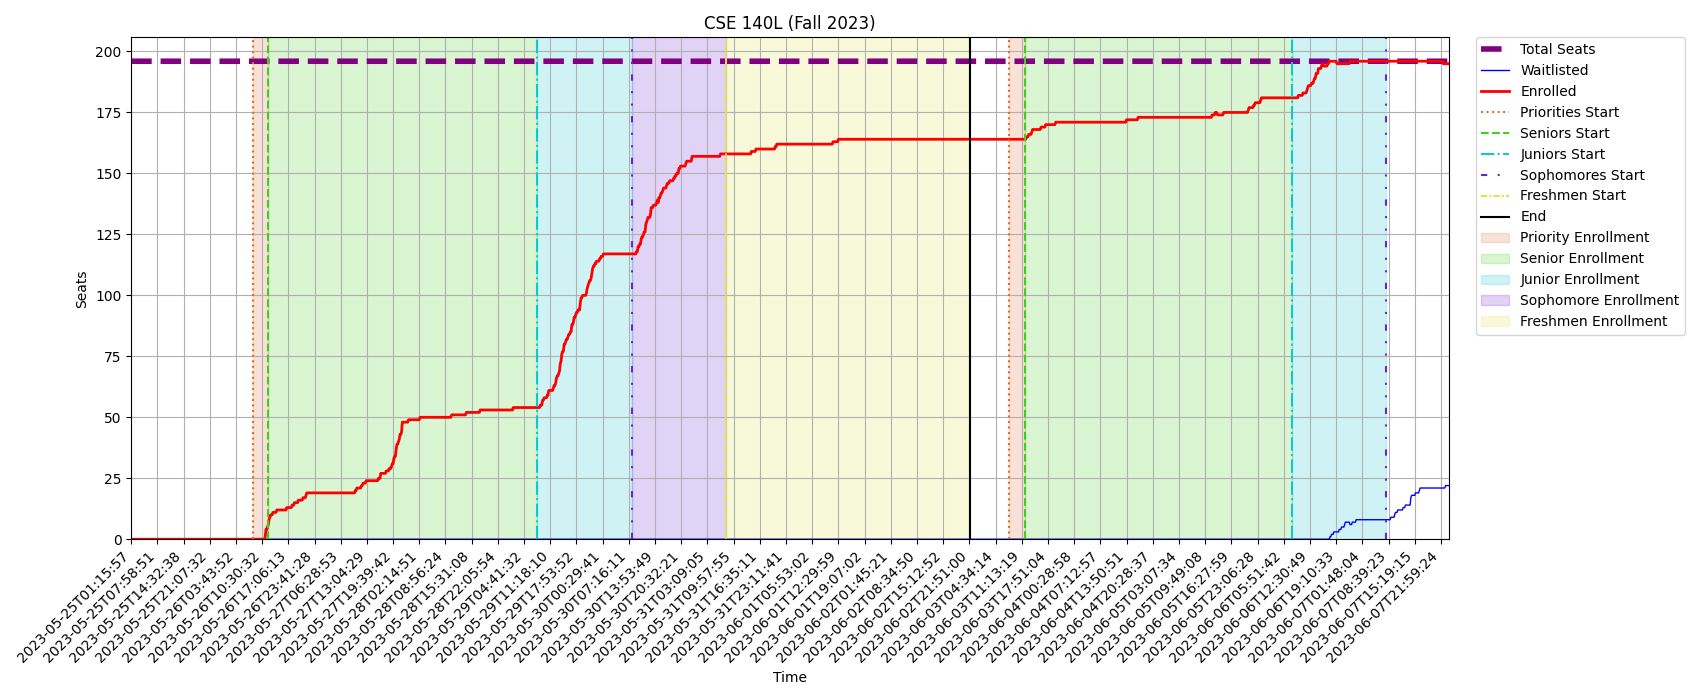 CSE 140L (Fall 2023)
Seats
200
175
150
125
100
75
50
25
0
2023-05-25T01:15:57
2023-05-25T07:58:51
2023-05-25T14:32:38
2023-05-25T21:07:32
2023-05-26T03:43:52
2023-05-26T10:30:32
2023-05-26T17:06:13
2023-05-26T23:41:28
2023-05-27T06:28:53
2023-05-27T13:04:29
2023-05-27T19:39:42
2023-05-28T02:14:51
2023-05-28T08:56:24
2023-05-28T15:31:08
2023-05-28T22:05:54
2023-05-29T04:41:32
2023-05-29T11:18:10
2023-05-29T17:53:52
2023-05-30T00:29:41
2023-05-30T07:16:11
2023-05-30T13:53:49
2023-05-30T20:32:21
2023-05-31T03:09:05
2023-05-31T09:57:55
2023-05-31T16:35:11
2023-05-31T23:11:41
2023-06-01T05:53:02
2023-06-01T12:29:59
2023-06-01T19:07:02
2023-06-02T01:45:21
2023-06-02T08:34:50
2023-06-02T15:12:52
2023-06-02T21:51:00
2023-06-03T04:34:14
2023-06-03T11:13:19
2023-06-03T17:51:04
2023-06-04T00:28:58
2023-06-04T07:12:57
2023-06-04T13:50:51
2023-06-04T20:28:37
2023-06-05T03:07:34
2023-06-05T09:49:08
2023-06-05T16:27:59
2023-06-05T23:06:28
2023-06-06T05:51:42
2023-06-06T12:30:49
2023-06-06T19:10:33
2023-06-07T01:48:04
2023-06-07T08:39:23
2023-06-07T15:19:15
2023-06-07T21:59:24
Time
Total Seats
Waitlisted
Enrolled
Priorities Start
Seniors Start
Juniors Start
Sophomores Start
Freshmen Start
End
Priority Enrollment
Senior Enrollment
Junior Enrollment
Sophomore Enrollment
Freshmen Enrollment